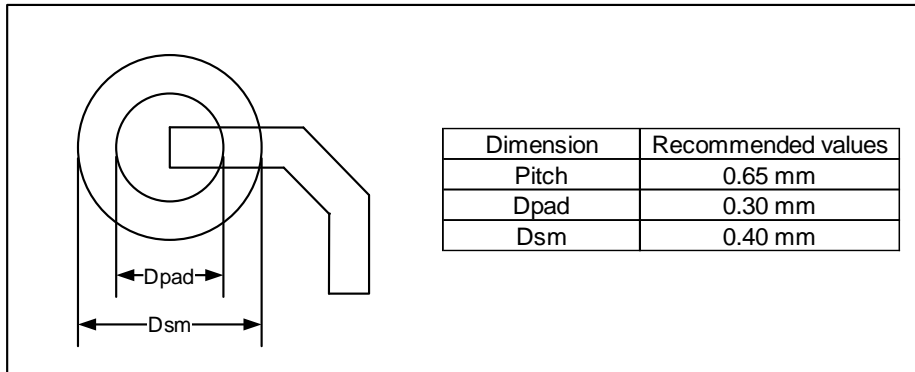 Dpad
Dsm
Dimension Recommended values
Pitch 0.65 mm
Dpad 0.30 mm
Dsm 0.40 mm